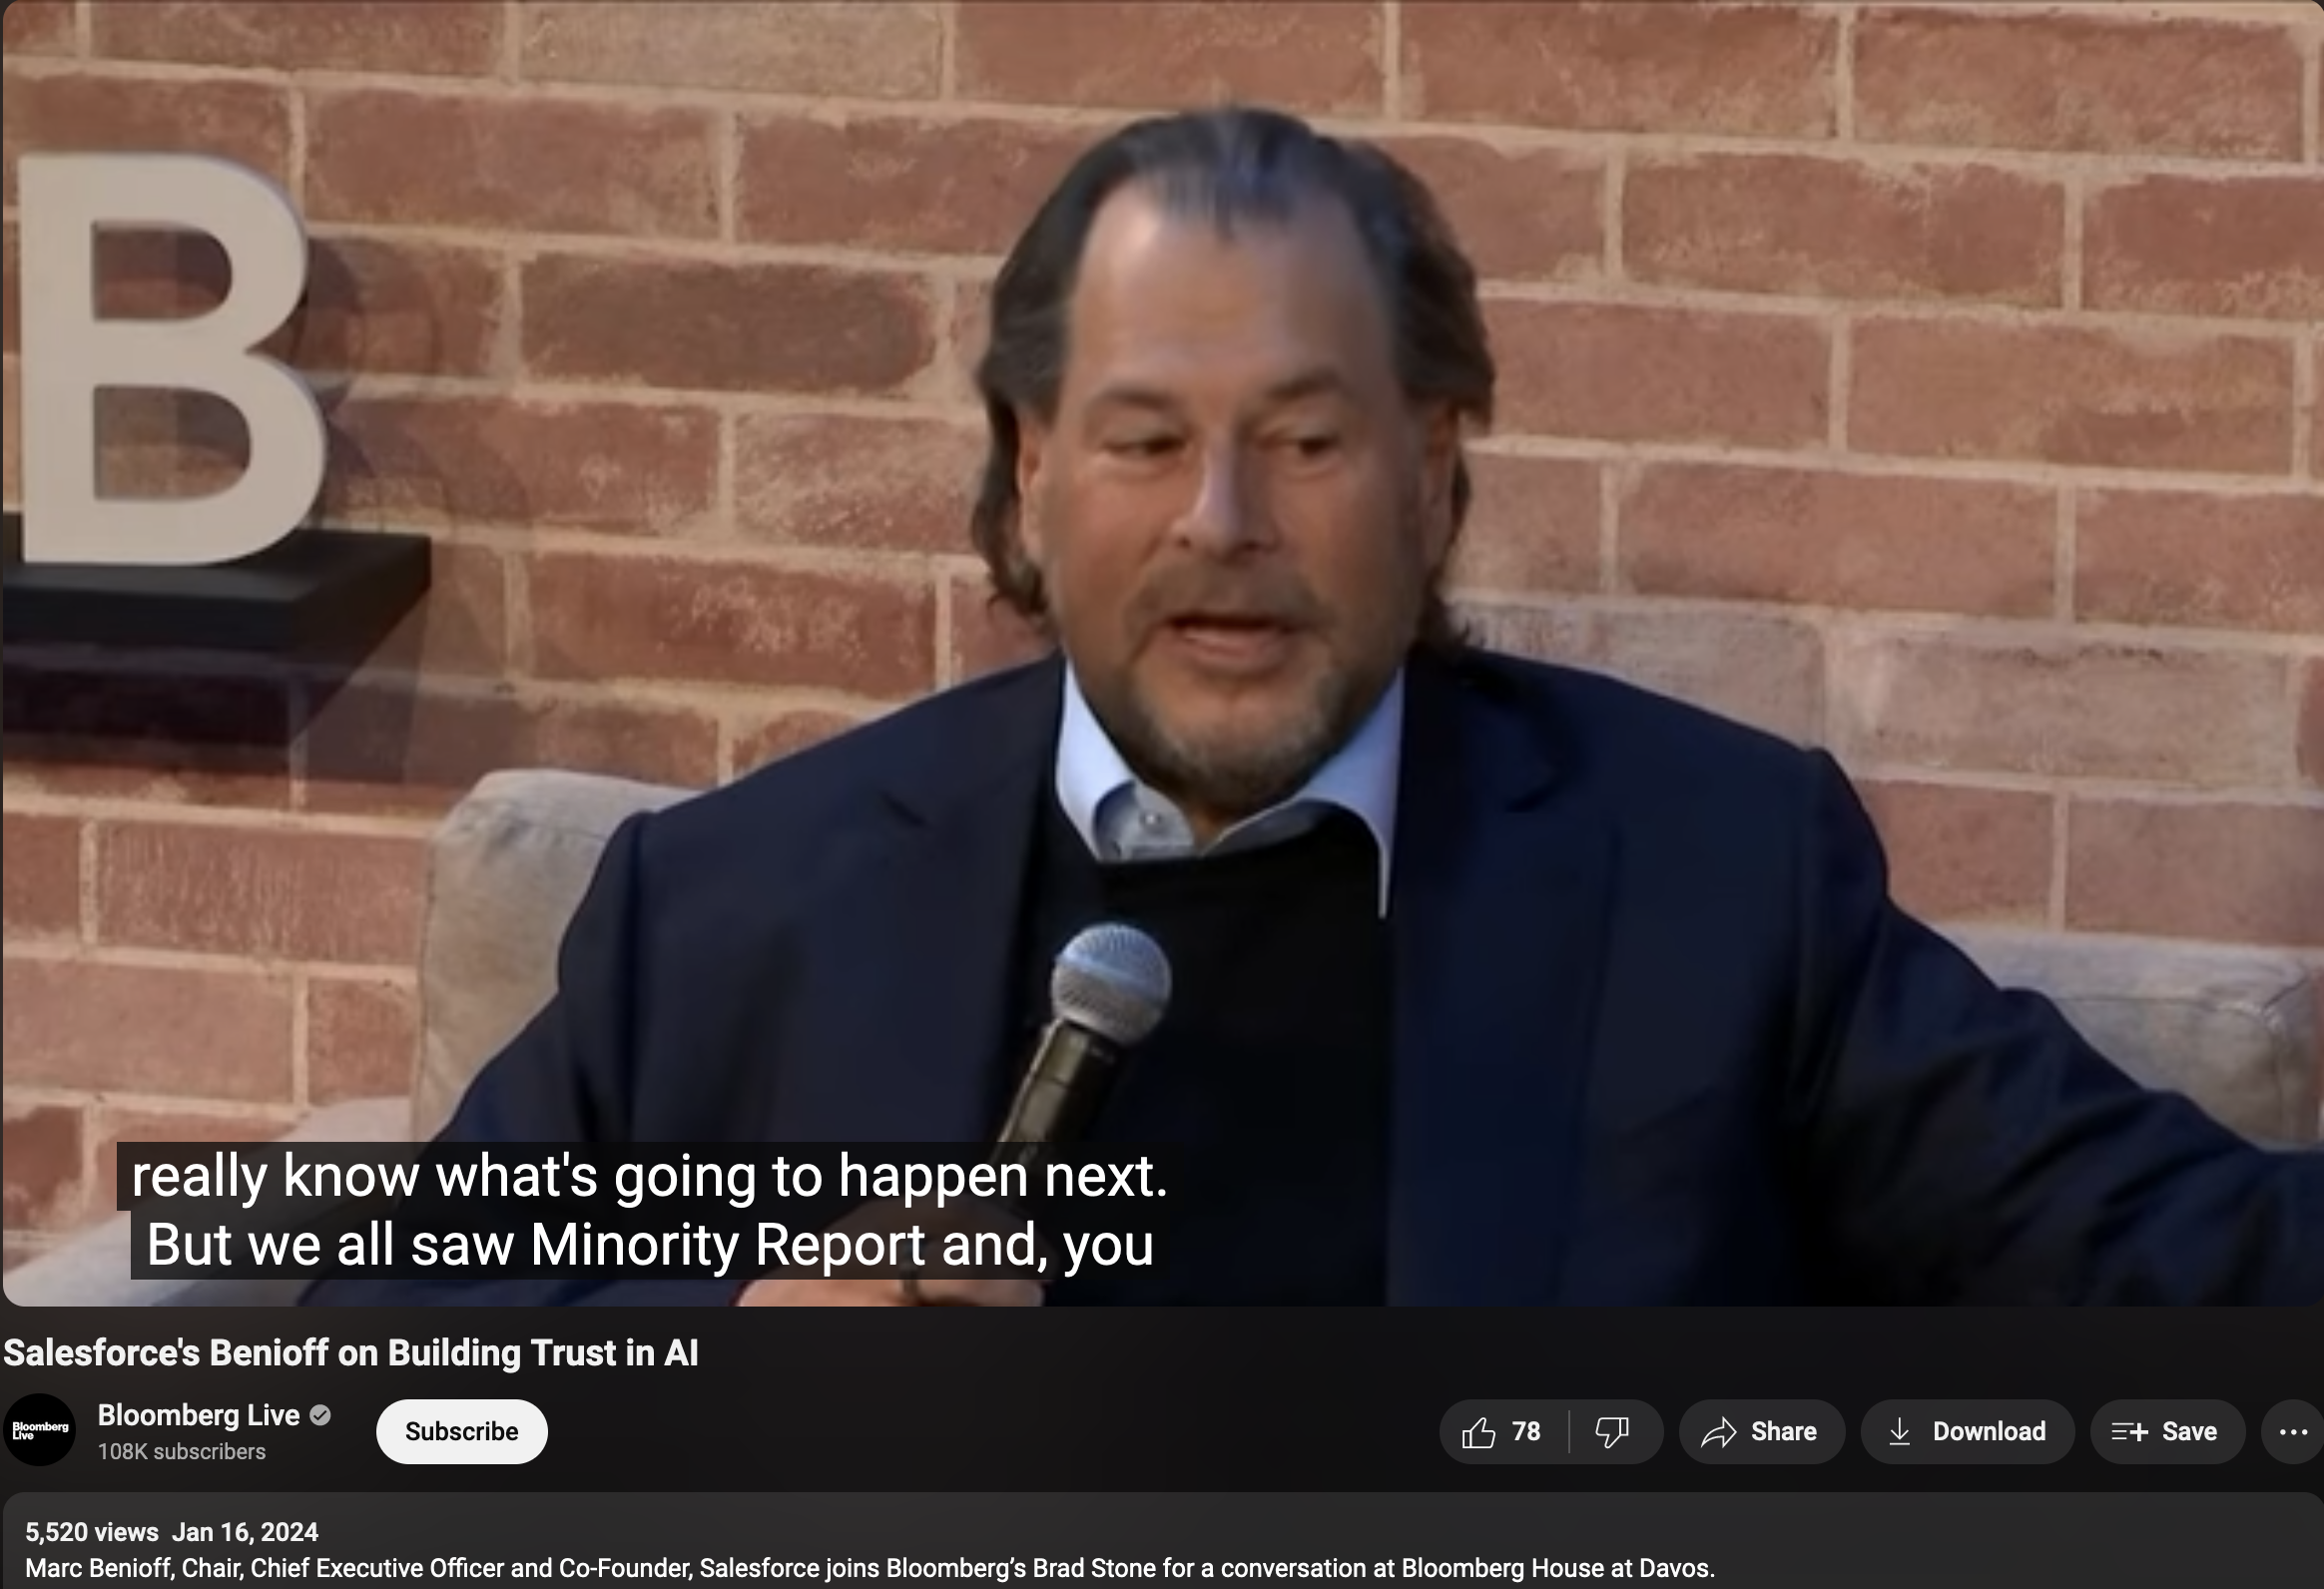 B
really know what's going to happen next.
But we all saw Minority Report and, you
Salesforce's Benioff on Building Trust in AI
Bloomberg
Live
Bloomberg Live
108K subscribers
Subscribe
78
Share
Download
Save
5,520 views Jan 16, 2024
Marc Benioff, Chair, Chief Executive Officer and Co-Founder, Salesforce joins Bloomberg’s Brad Stone for a conversation at Bloomberg House at Davos.